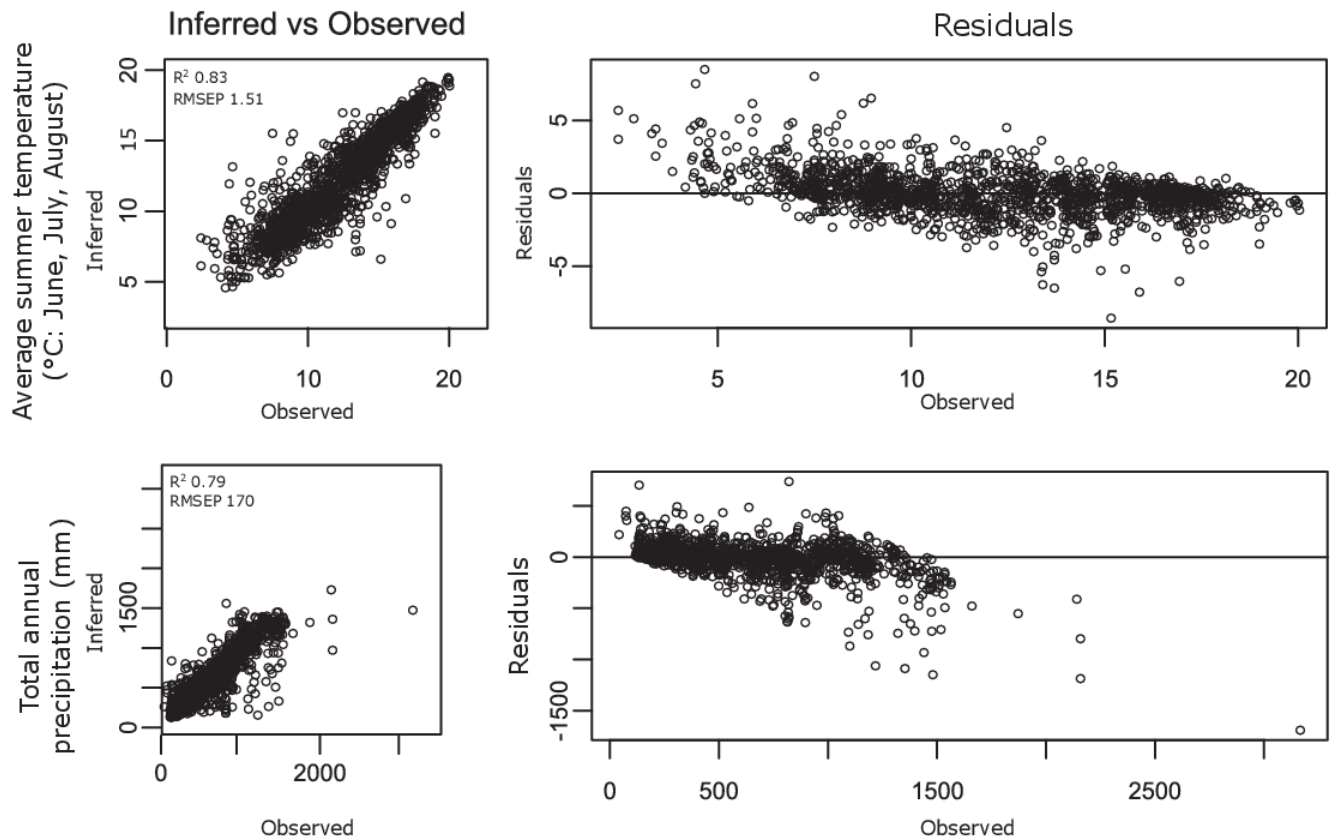 Inferred vs Observed
Residuals
Average summer temperature
(°C: June, July, August)
Inferred
20
15
10
5
R² 0.83
RMSEP 1.51
0
10
20
Observed
Residuals
5
0
-5
5
10
15
20
Observed
Total annual
precipitation (mm)
Inferred
1500
0
R² 0.79
RMSEP 170
0
2000
Observed
Residuals
0
-1500
0
500
1500
2500
Observed